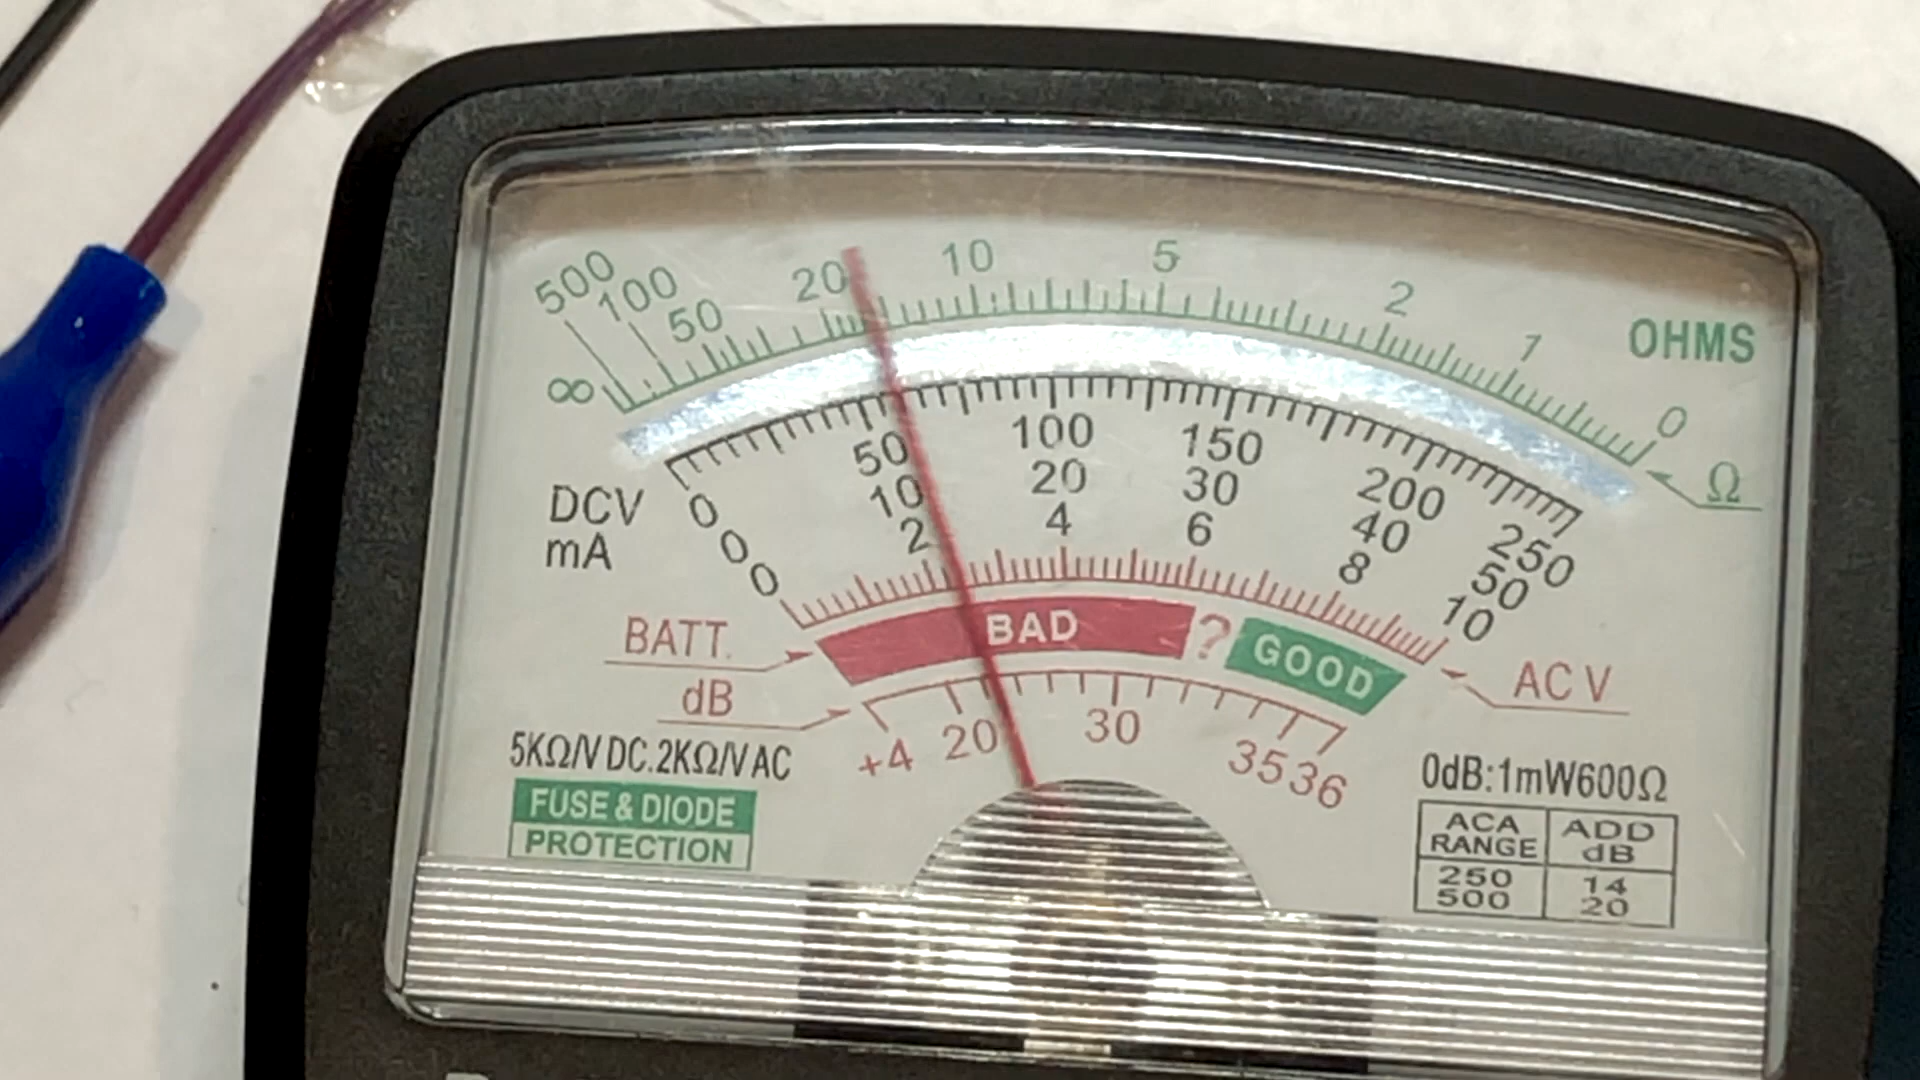 500 100 50 20 10 5 2 1 0
∞ OHMS
Ω
50 100 150 200 250
DCV 0 10 20 30 40 50
mA 0 2 4 6 8 10
0
BATT. BAD ? GOOD AC V
dB +4 20 30 35 36
5KΩ/V DC.2KΩ/V AC
FUSE & DIODE
PROTECTION
0dB:1mW600Ω
ACA RANGE ADD dB
250 14
500 20